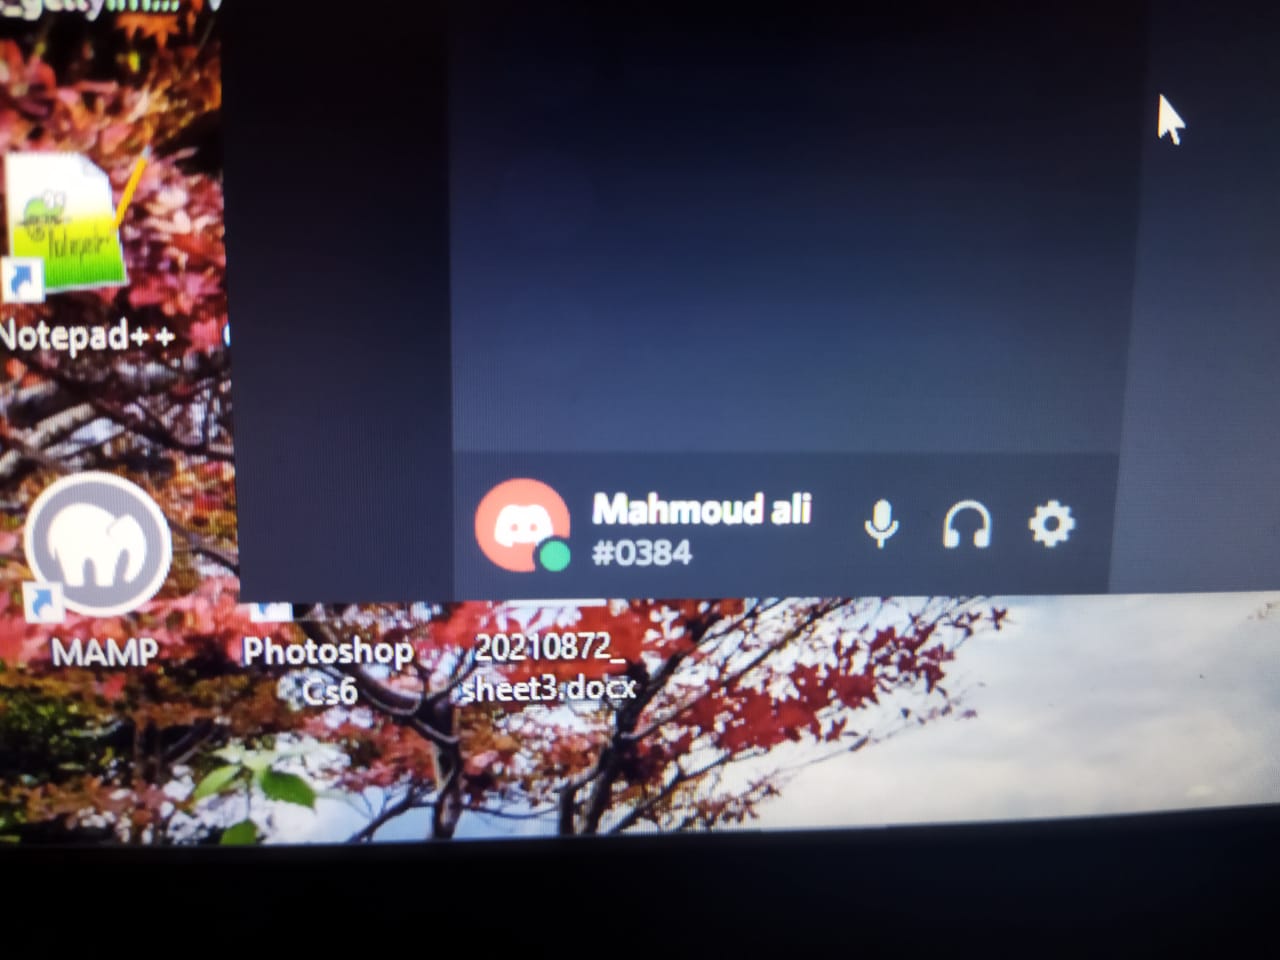 Notepad++
Mahmoud ali
#0384
MAMP
Photoshop
Cs6
20210872_
sheet3.docx